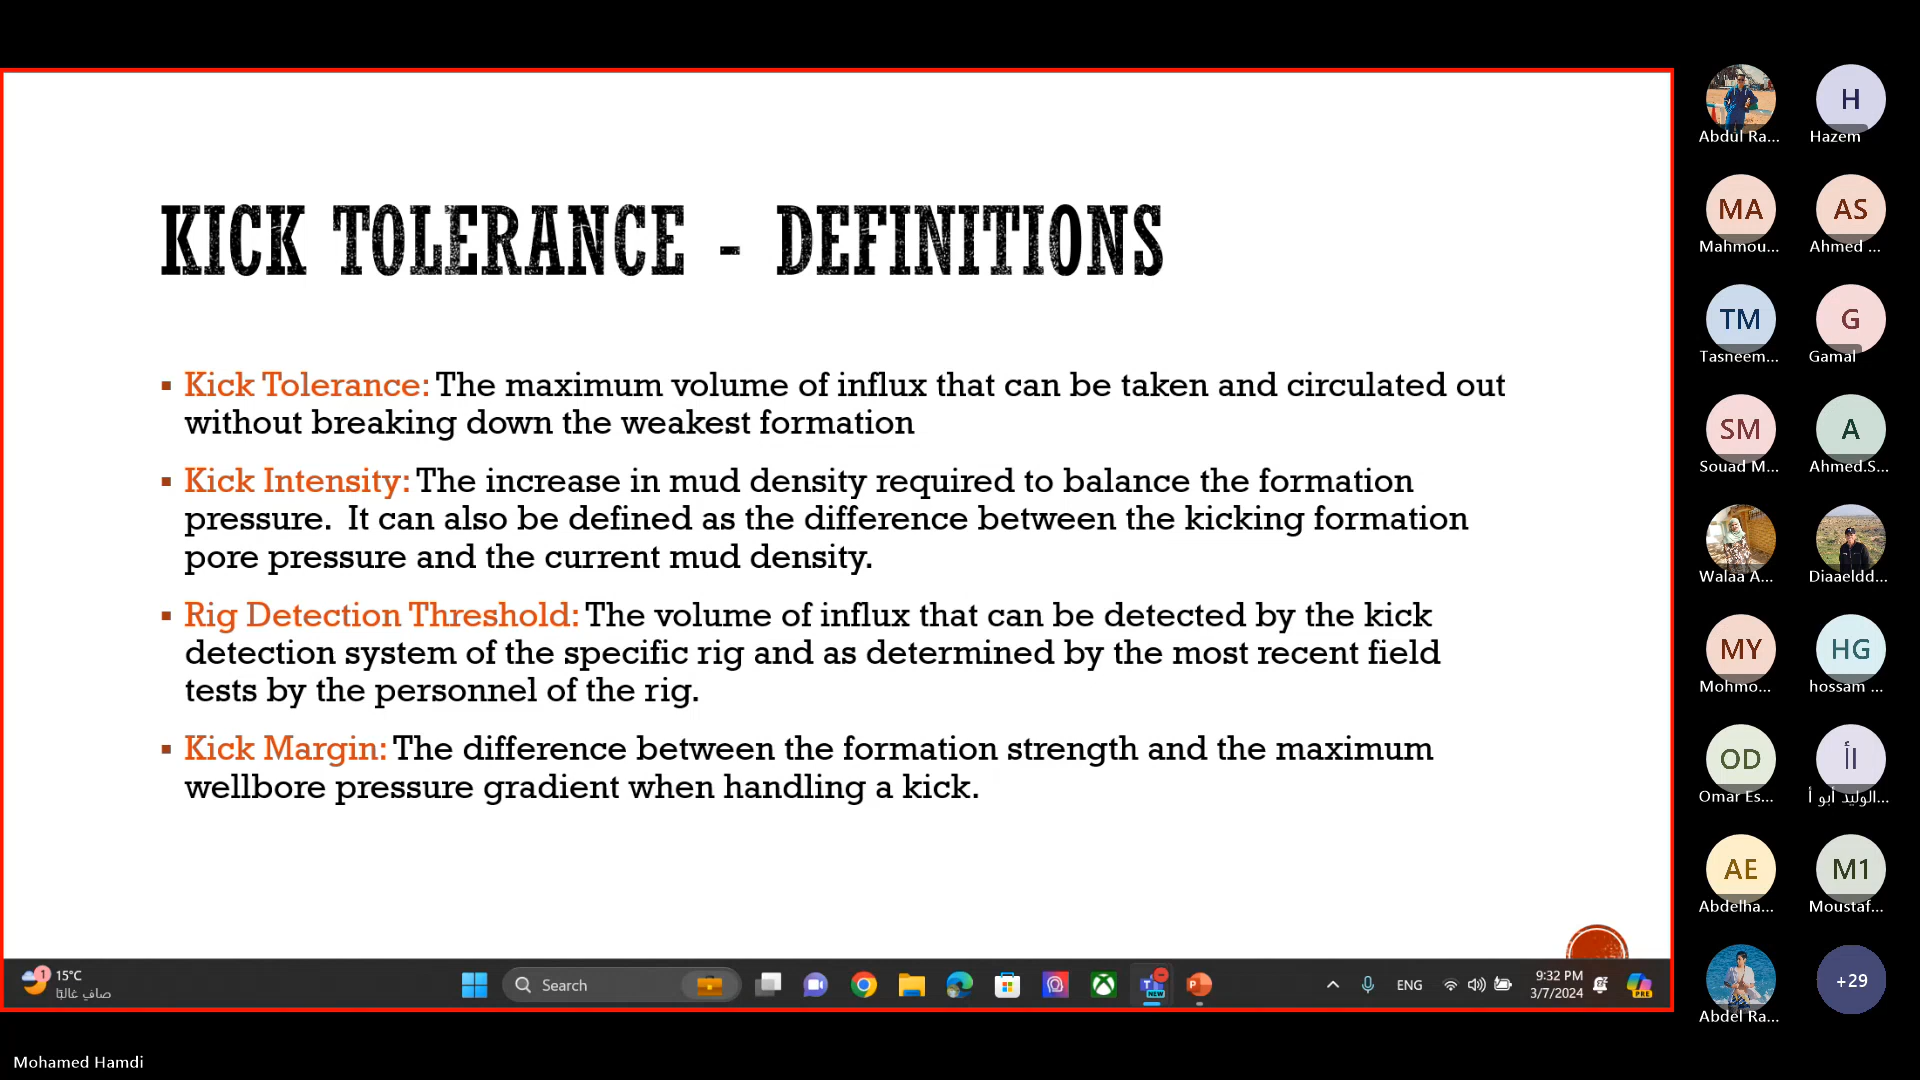 KICK TOLERANCE - DEFINITIONS
▪ Kick Tolerance: The maximum volume of influx that can be taken and circulated out
without breaking down the weakest formation
▪ Kick Intensity: The increase in mud density required to balance the formation
pressure. It can also be defined as the difference between the kicking formation
pore pressure and the current mud density.
▪ Rig Detection Threshold: The volume of influx that can be detected by the kick
detection system of the specific rig and as determined by the most recent field
tests by the personnel of the rig.
▪ Kick Margin: The difference between the formation strength and the maximum
wellbore pressure gradient when handling a kick.
1
15°C
صافٍ غالبًا
Search
NEW
P
ENG
9:32 PM
3/7/2024
PRE
Mohamed Hamdi
Abdul Ra...
H
Hazem
MA
Mahmou...
AS
Ahmed ...
TM
Tasneem...
G
Gamal
SM
Souad M...
A
Ahmed.S...
Walaa A...
Diaaeldd...
MY
Mohmo...
HG
hossam ...
OD
Omar Es...
أا
الوليد أبو أ...
AE
Abdelha...
M1
Moustaf...
Abdel Ra...
+29